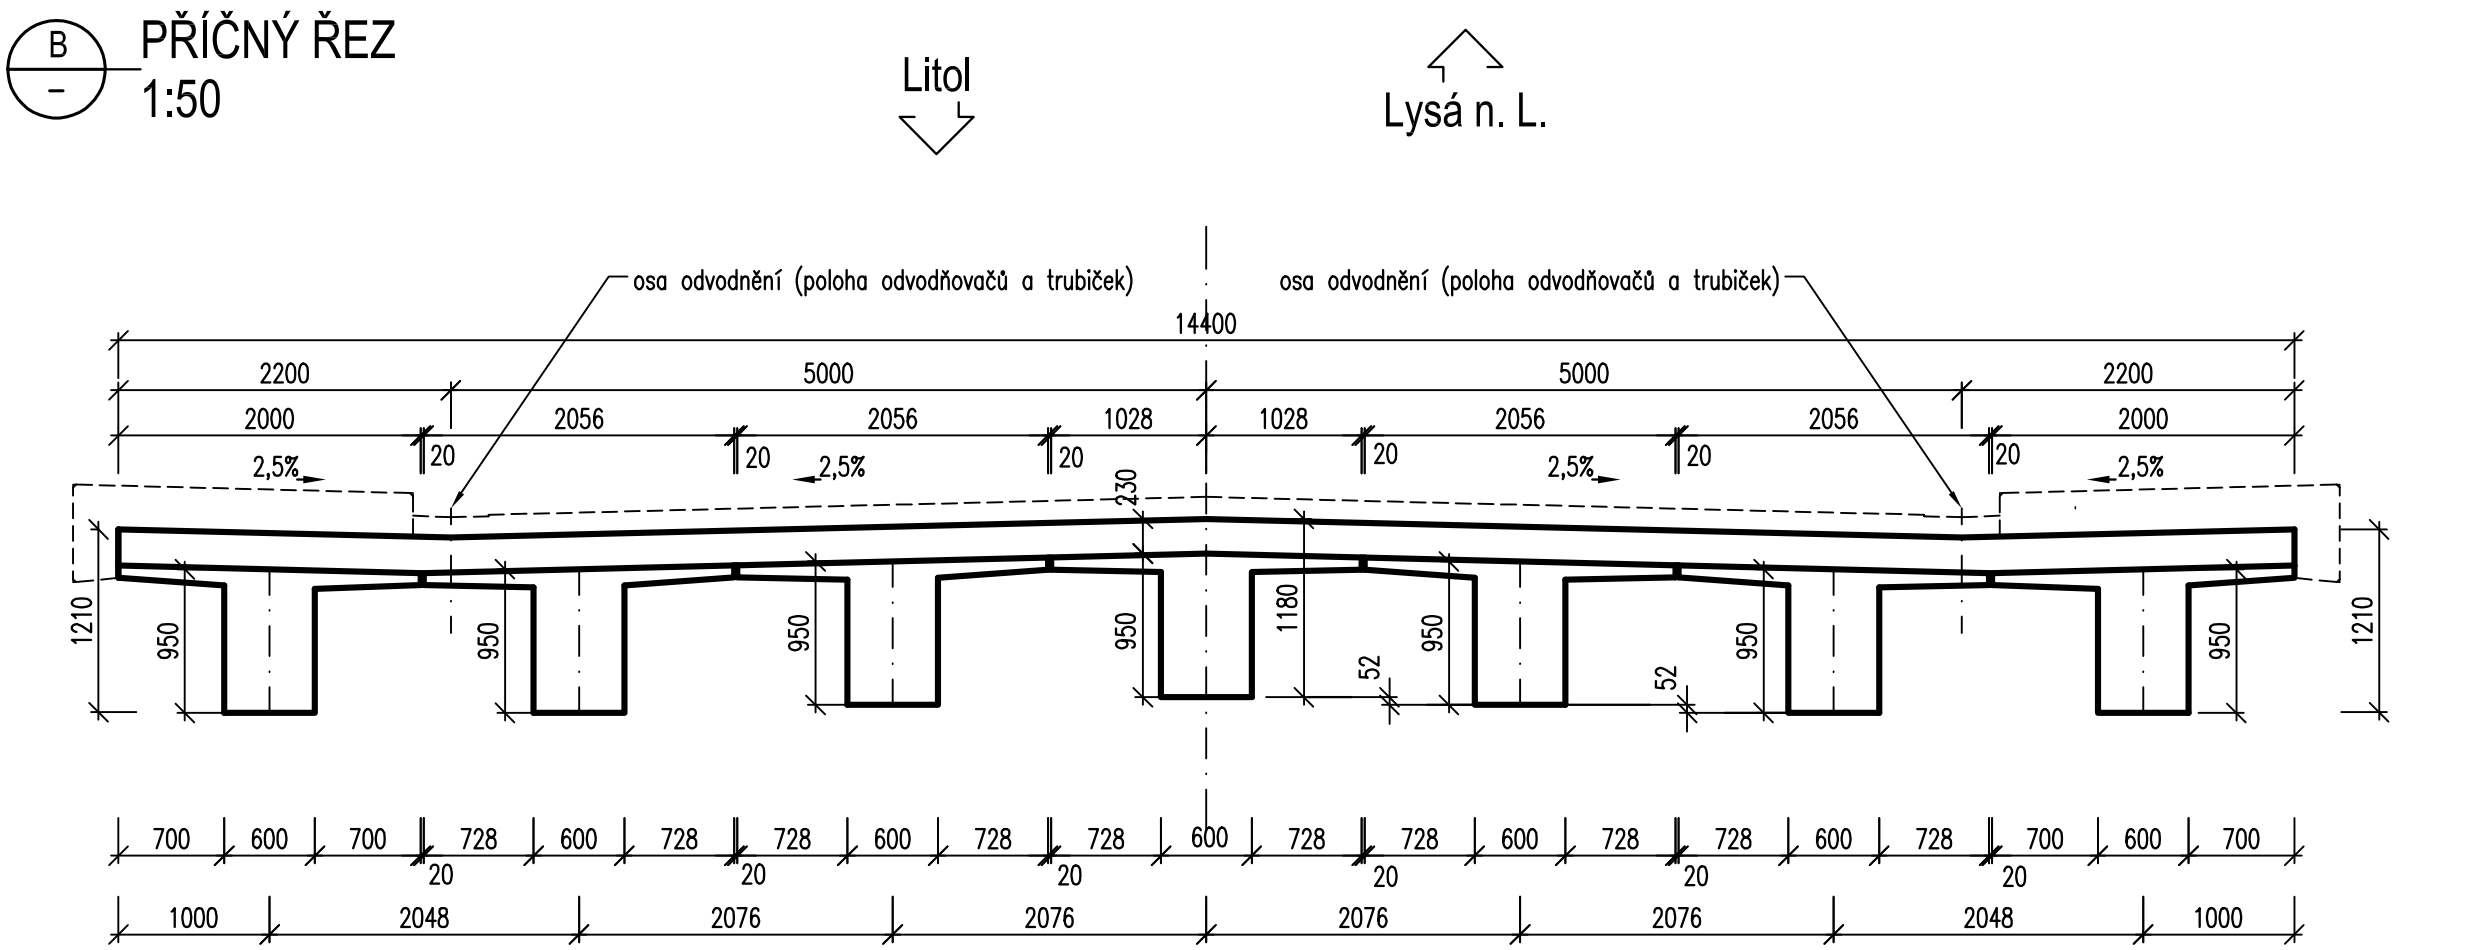 B
–
PŘÍČNÝ ŘEZ
1:50
Litol
Lysá n. L.
osa odvodnění (poloha odvodňovačů a trubiček)
osa odvodnění (poloha odvodňovačů a trubiček)
14400
2200 5000 5000 2200
2000 2056 2056 1028 1028 2056 2056 2000
20 20 20 20 20 20
2,5% 2,5% 2,5% 2,5%
230
1210 950 950 950 950 1180 950 950 950 1210
52 52
700 600 700 728 600 728 728 600 728 728 600 728 728 600 728 728 600 728 700 600 700
20 20 20 20 20 20
1000 2048 2076 2076 2076 2076 2048 1000